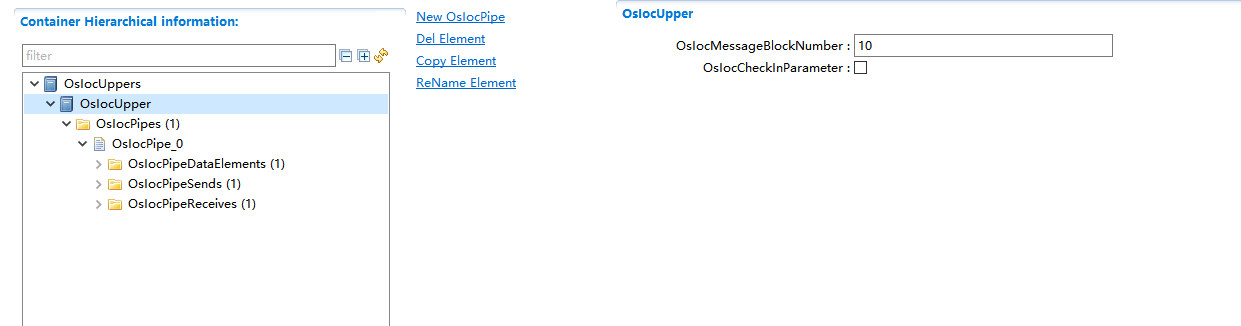 Container Hierarchical information:
filter
OsIocUppers
OsIocUpper
OsIocPipes (1)
OsIocPipe_0
OsIocPipeDataElements (1)
OsIocPipeSends (1)
OsIocPipeReceives (1)
New OsIocPipe
Del Element
Copy Element
ReName Element
OsIocUpper
OsIocMessageBlockNumber : 10
OsIocCheckInParameter :